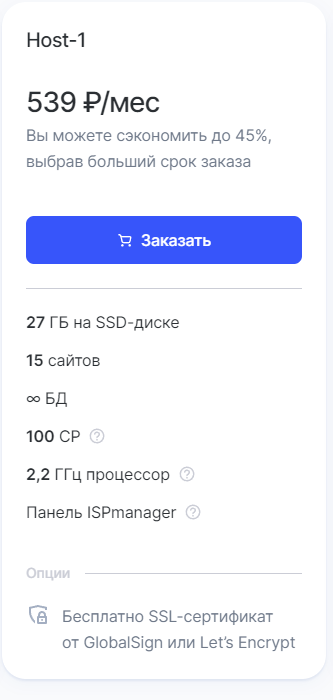 Host-1
539 ₽/мес
Вы можете сэкономить до 45%,
выбрав больший срок заказа
Заказать
27 ГБ на SSD-диске
15 сайтов
∞ БД
100 CP
2,2 ГГц процессор
Панель ISPmanager
Опции
Бесплатно SSL-сертификат
от GlobalSign или Let’s Encrypt